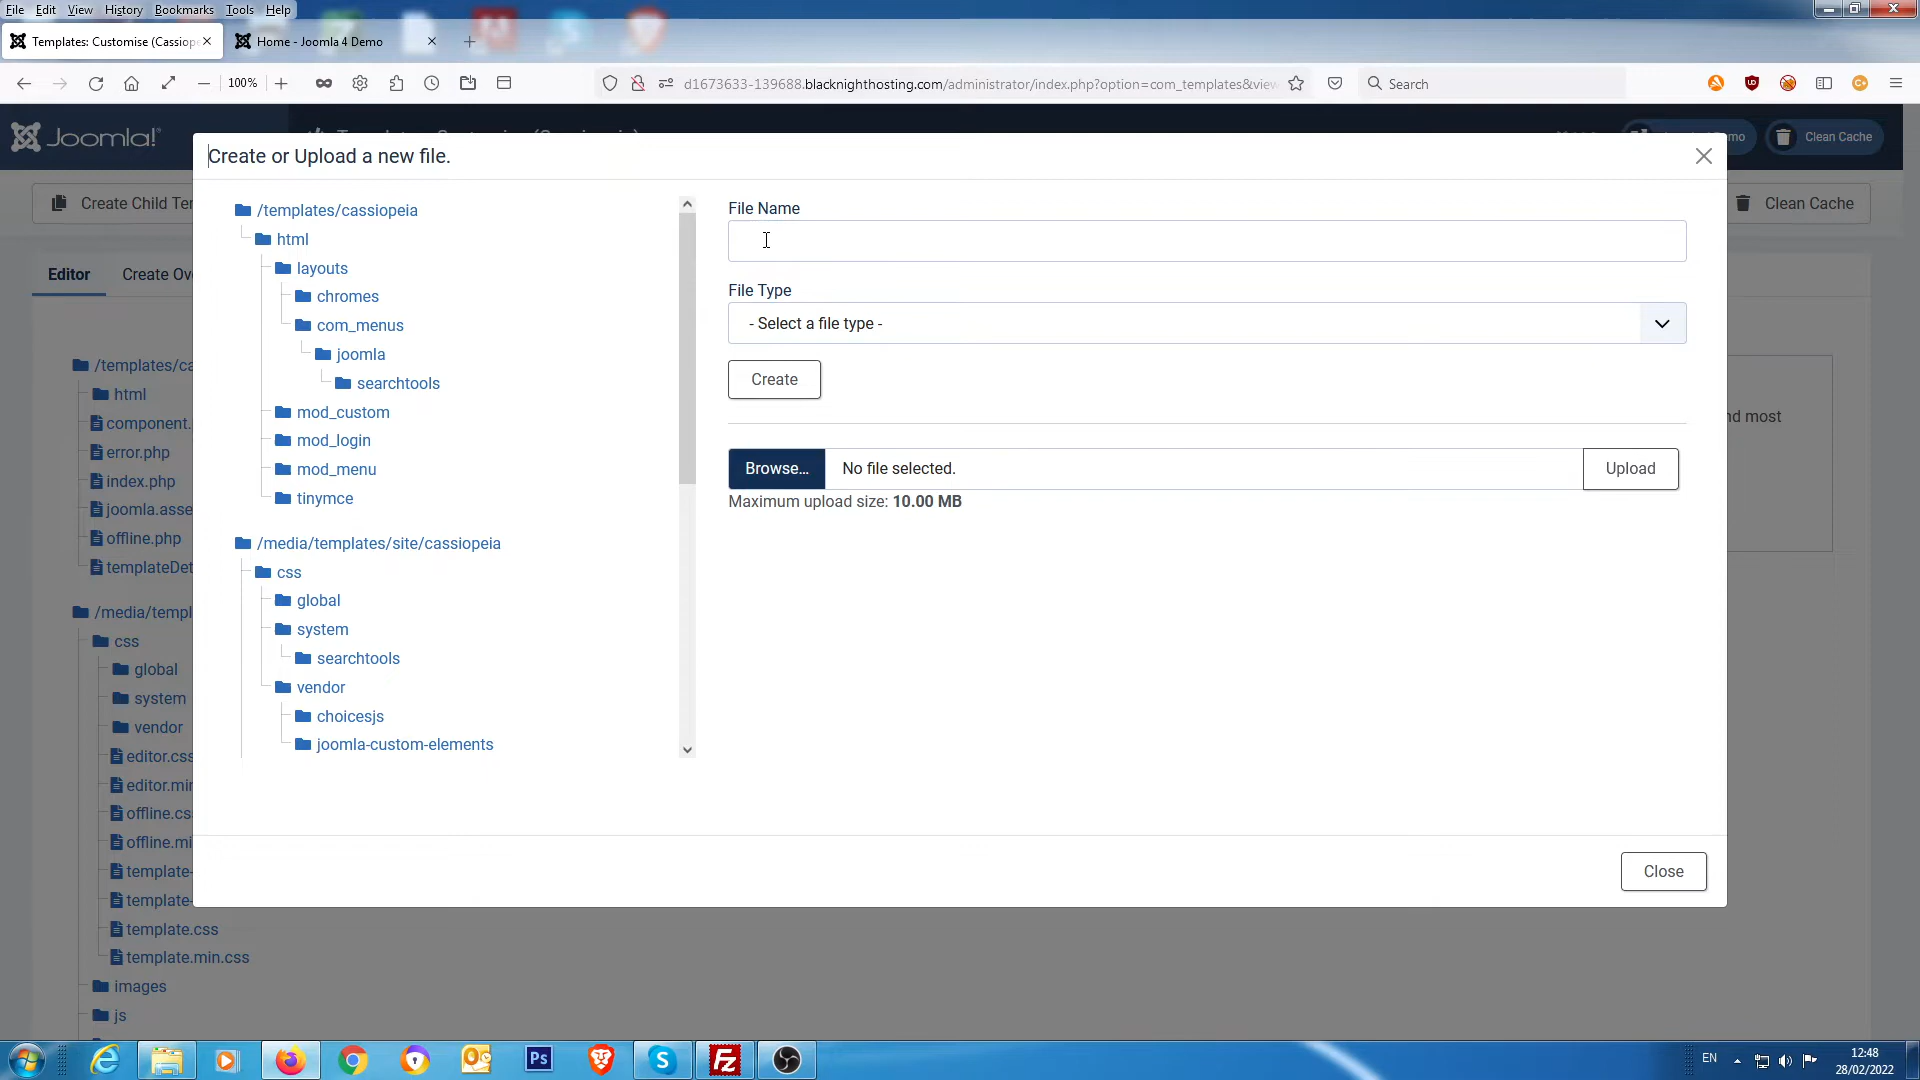 File Edit View History Bookmarks Tools Help
Templates: Customise (Cassiope
Home - Joomla 4 Demo
100%
d1673633-139688.blacknighthosting.com/administrator/index.php?option=com_templates&view
Search
Joomla!
Clean Cache
Create or Upload a new file.
Create Child Ten
Clean Cache
Editor
Create Ov
/templates/ca
html
component.
error.php
index.php
joomla.asse
offline.php
templateDet
/media/templ
css
global
system
vendor
editor.css
editor.min
offline.cs
offline.mi
template-
template-
template.css
template.min.css
images
js
nd most
/templates/cassiopeia
html
layouts
chromes
com_menus
joomla
searchtools
mod_custom
mod_login
mod_menu
tinymce
/media/templates/site/cassiopeia
css
global
system
searchtools
vendor
choicesjs
joomla-custom-elements
File Name
File Type
- Select a file type -
Create
Browse... No file selected. Upload
Maximum upload size: 10.00 MB
Close
EN
12:48
28/02/2022